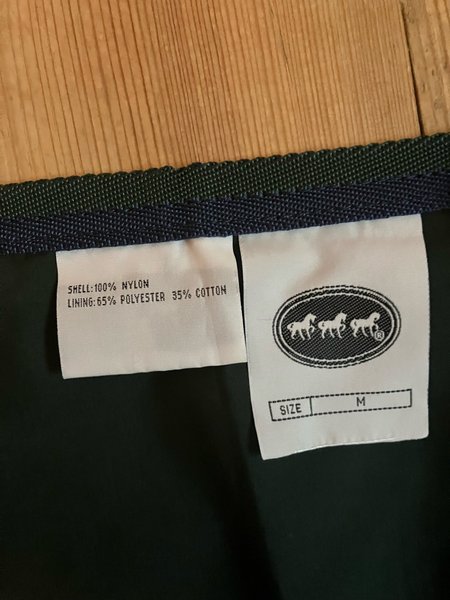 SHELL:100% NYLON
LINING:65% POLYESTER 35% COTTON
®
SIZE M